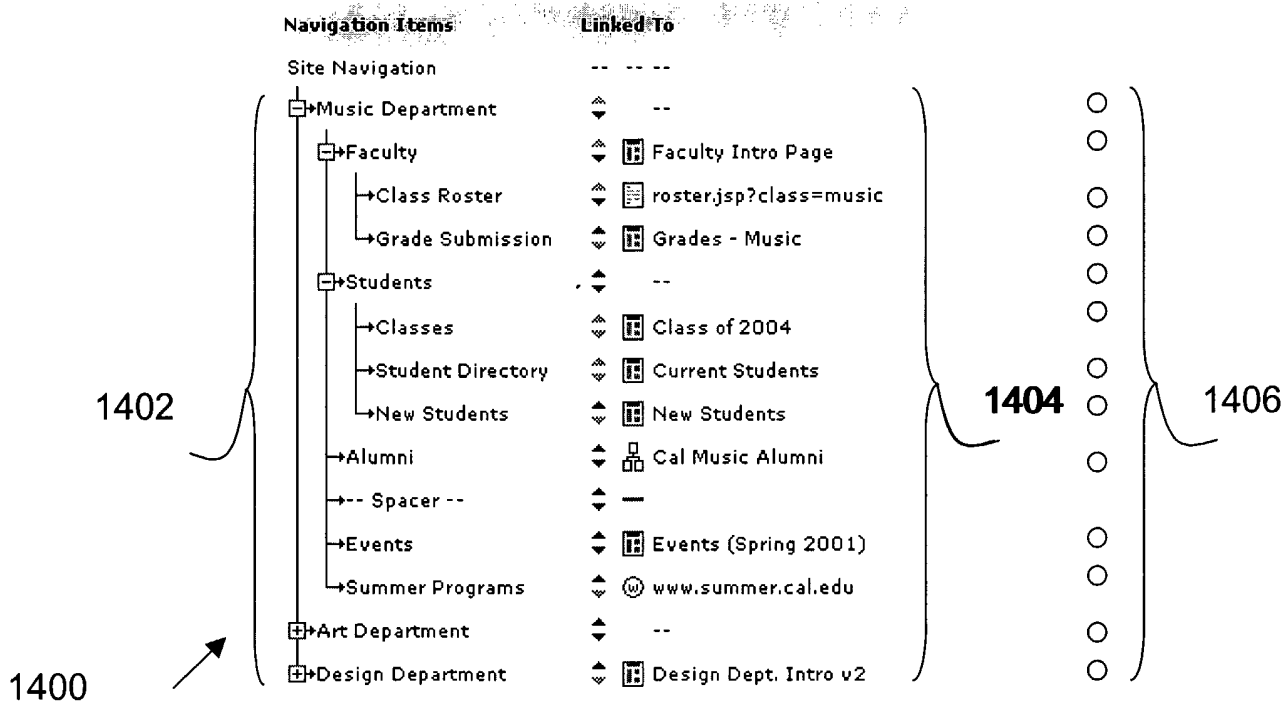 Navigation Items Linked To
Site Navigation -- -- --
Music Department --
Faculty Faculty Intro Page
Class Roster roster.jsp?class=music
Grade Submission Grades - Music
Students --
Classes Class of 2004
Student Directory Current Students
1402 New Students New Students 1404 1406
Alumni Cal Music Alumni
-- Spacer --
Events Events (Spring 2001)
Summer Programs www.summer.cal.edu
Art Department --
1400 Design Department Design Dept. Intro v2